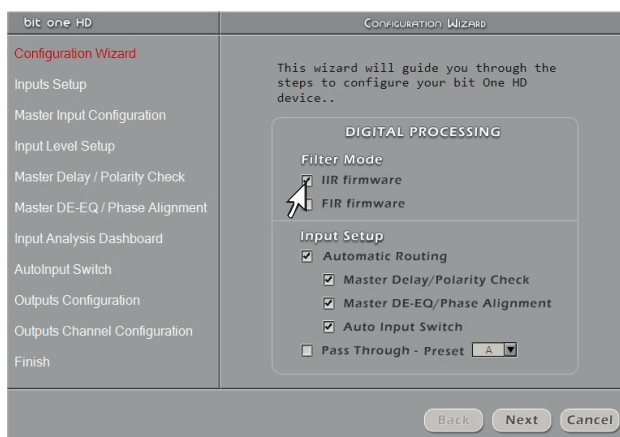 bit one HD
Configuration Wizard
Configuration Wizard
Inputs Setup
Master Input Configuration
Input Level Setup
Master Delay / Polarity Check
Master DE-EQ / Phase Alignment
Input Analysis Dashboard
AutoInput Switch
Outputs Configuration
Outputs Channel Configuration
Finish
This wizard will guide you through the
steps to configure your bit One HD
device..
DIGITAL PROCESSING
Filter Mode
IIR firmware
FIR firmware
Input Setup
Automatic Routing
Master Delay/Polarity Check
Master DE-EQ/Phase Alignment
Auto Input Switch
Pass Through - Preset A
Back Next Cancel